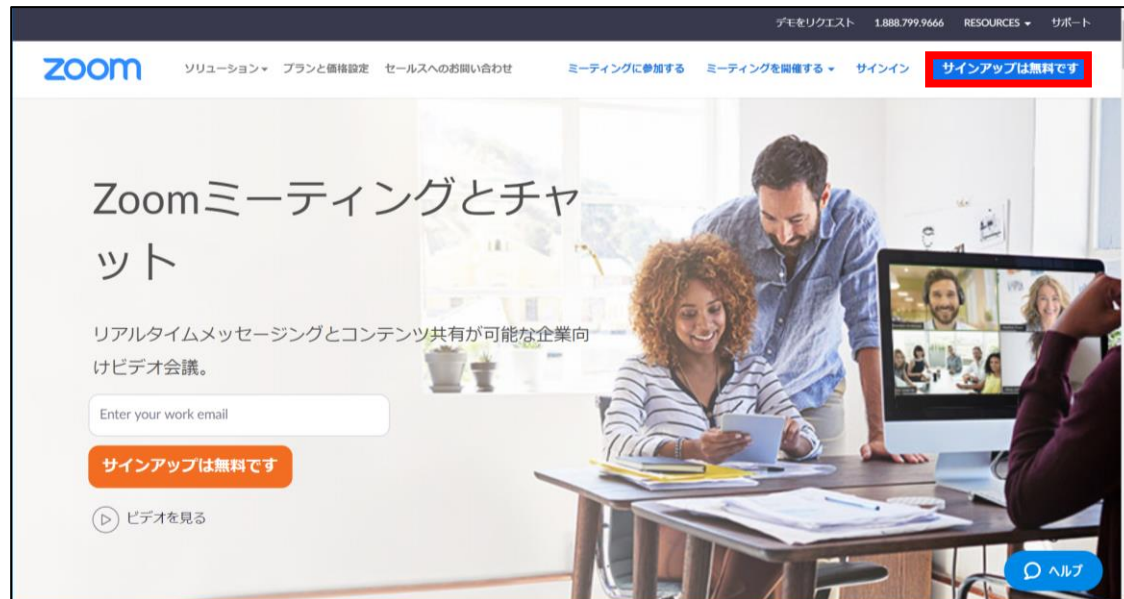 デモをリクエスト 1.888.799.9666 RESOURCES サポート
zoom ソリューション プランと価格設定 セールスへのお問い合わせ ミーティングに参加する ミーティングを開催する サインイン サインアップは無料です
Zoomミーティングとチャ
ット
リアルタイムメッセージングとコンテンツ共有が可能な企業向
けビデオ会議。
Enter your work email
サインアップは無料です
ビデオを見る
ヘルプ